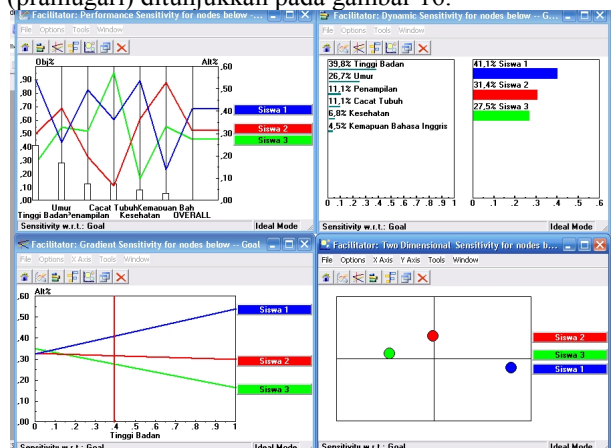 (pramugari) ditunjukkan pada gambar 16.
Facilitator: Performance Sensitivity for nodes below -...
File Options Tools Window
Obj% Alt%
.90
.80
.70
.60
.50
.40
.30
.20
.10
.00
.60
.50
.40
.30
.20
.10
.00
Siswa 1
Siswa 2
Siswa 3
Umur Cacat Tubuh Kemapuan Bah
Tinggi Badan Penampilan Kesehatan OVERALL
Sensitivity w.r.t.: Goal Ideal Mode
Facilitator: Dynamic Sensitivity for nodes below -- G...
File Options Tools Window
39,8% Tinggi Badan
26,7% Umur
11,1% Penampilan
11,1% Cacat Tubuh
6,8% Kesehatan
4,5% Kemapuan Bahasa Inggris
41,1% Siswa 1
31,4% Siswa 2
27,5% Siswa 3
0 .1 .2 .3 .4 .5 .6 .7 .8 .9 1
0 .1 .2 .3 .4 .5 .6
Sensitivity w.r.t.: Goal Ideal Mode
Facilitator: Gradient Sensitivity for nodes below -- Goal
File Options X Axis Tools Window
Alt%
.60
.50
.40
.30
.20
.10
.00
Siswa 1
Siswa 2
Siswa 3
0 .1 .2 .3 .4 .5 .6 .7 .8 .9 1
Tinggi Badan
Sensitivity w.r.t.: Goal Ideal Mode
Facilitator: Two Dimensional Sensitivity for nodes b...
File Options X Axis Y Axis Tools Window
Siswa 2
Siswa 3
Siswa 1
Sensitivity w.r.t.: Goal Ideal Mode